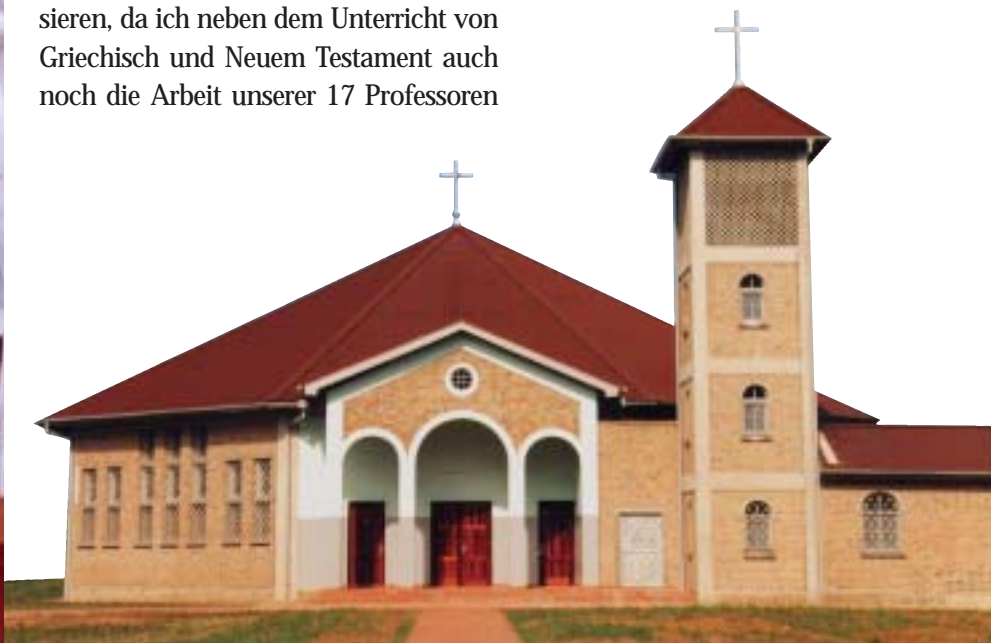 sieren, da ich neben dem Unterricht von
Griechisch und Neuem Testament auch
noch die Arbeit unserer 17 Professoren